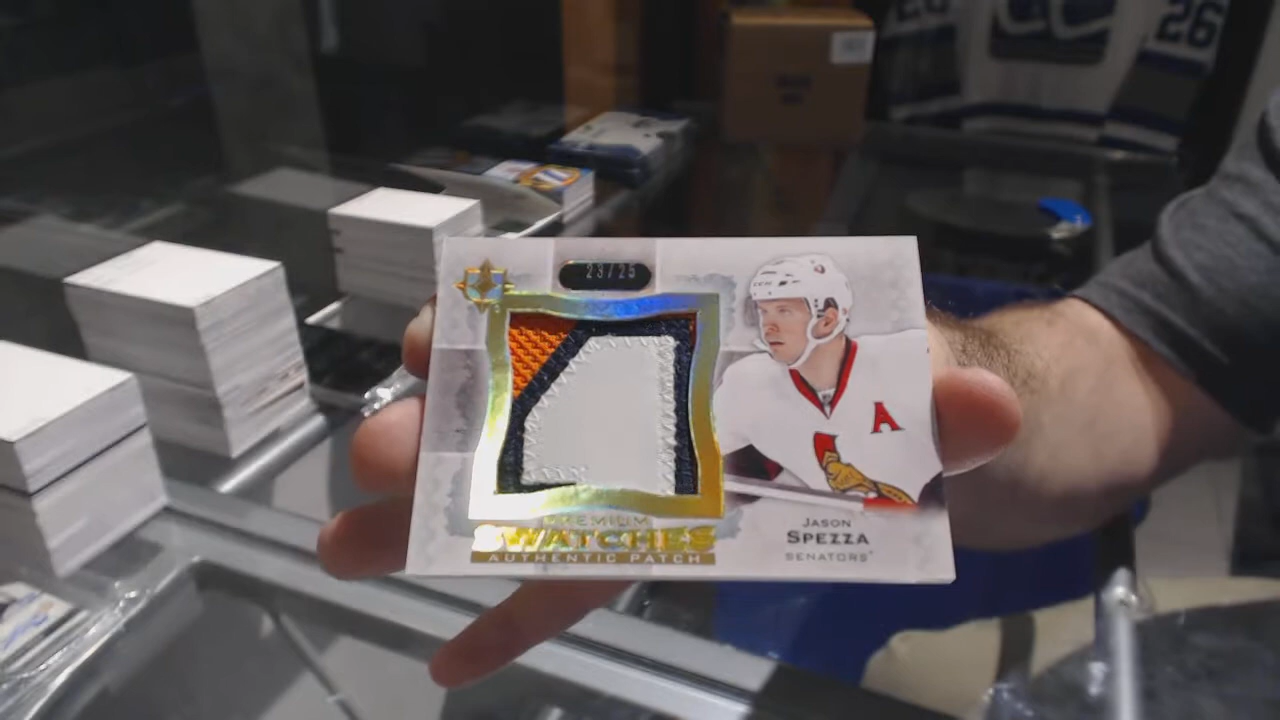 23/25
PREMIUM
SWATCHES
AUTHENTIC PATCH
A
JASON
SPEZZA
SENATORS
26